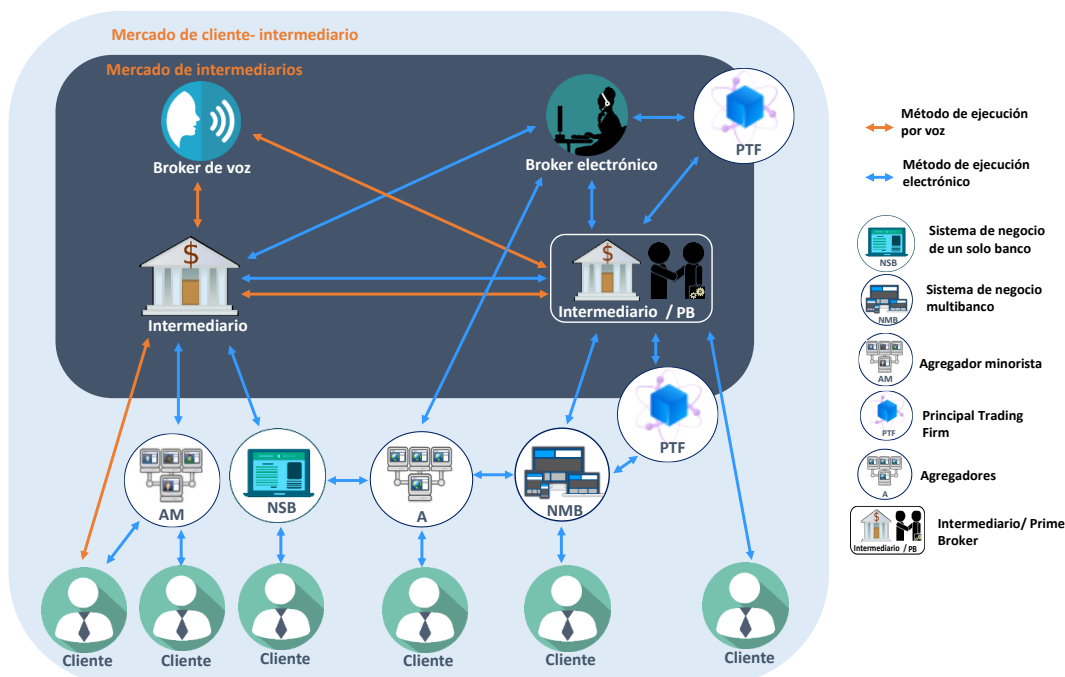 Mercado de cliente- intermediario
Mercado de intermediarios
$
Broker de voz
Broker electrónico
PTF
$
Intermediario
$
Intermediario / PB
PTF
AM
NSB
A
NMB
Cliente
Cliente
Cliente
Cliente
Cliente
Cliente
Método de ejecución
por voz
Método de ejecución
electrónico
NSB
Sistema de negocio
de un solo banco
NMB
Sistema de negocio
multibanco
AM
Agregador minorista
PTF
Principal Trading
Firm
A
Agregadores
$
Intermediario / PB
Intermediario/ Prime
Broker